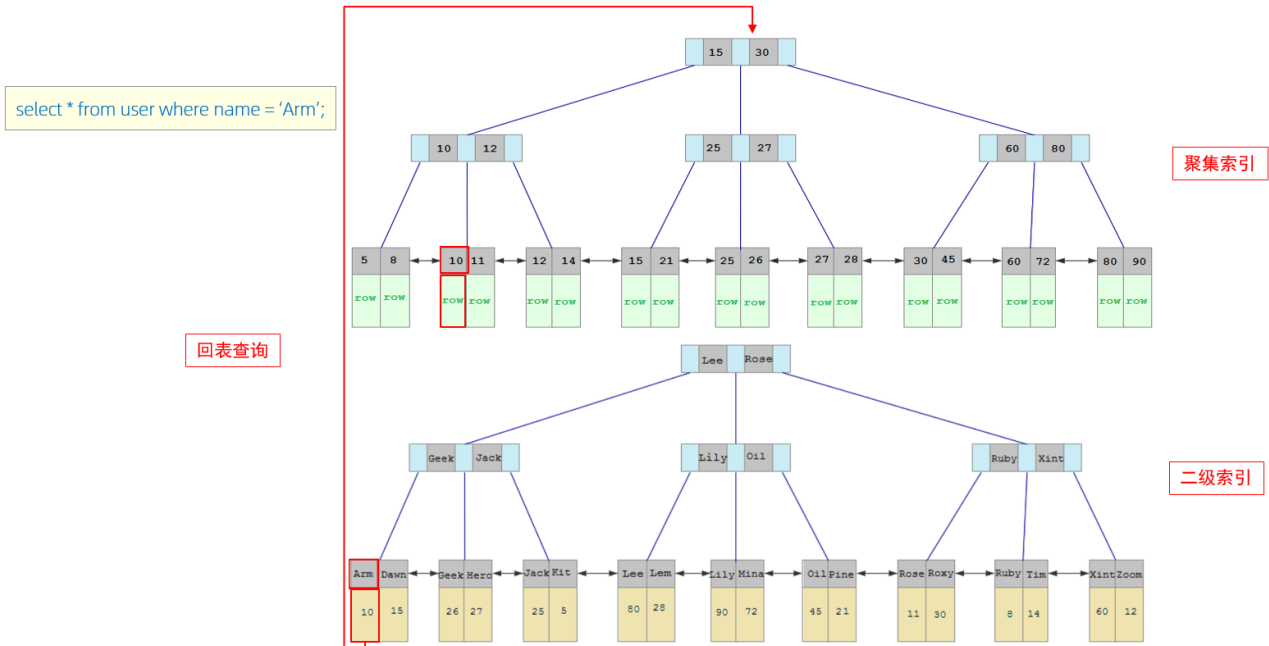 15 30
select * from user where name = 'Arm';
10 12
25 27
60 80
聚集索引
5 8 10 11 12 14 15 21 25 26 27 28 30 45 60 72 80 90
row row row row row row row row row row row row row row row row row row
回表查询
Lee Rose
Geek Jack
Lily Oil
Ruby Xint
二级索引
Arm Dawn Geek Hero Jack Kit Lee Lem Lily Mina Oil Pine Rose Roxy Ruby Tim Xint Zoom
10 15 26 27 25 5 80 28 90 72 45 21 11 30 8 14 60 12